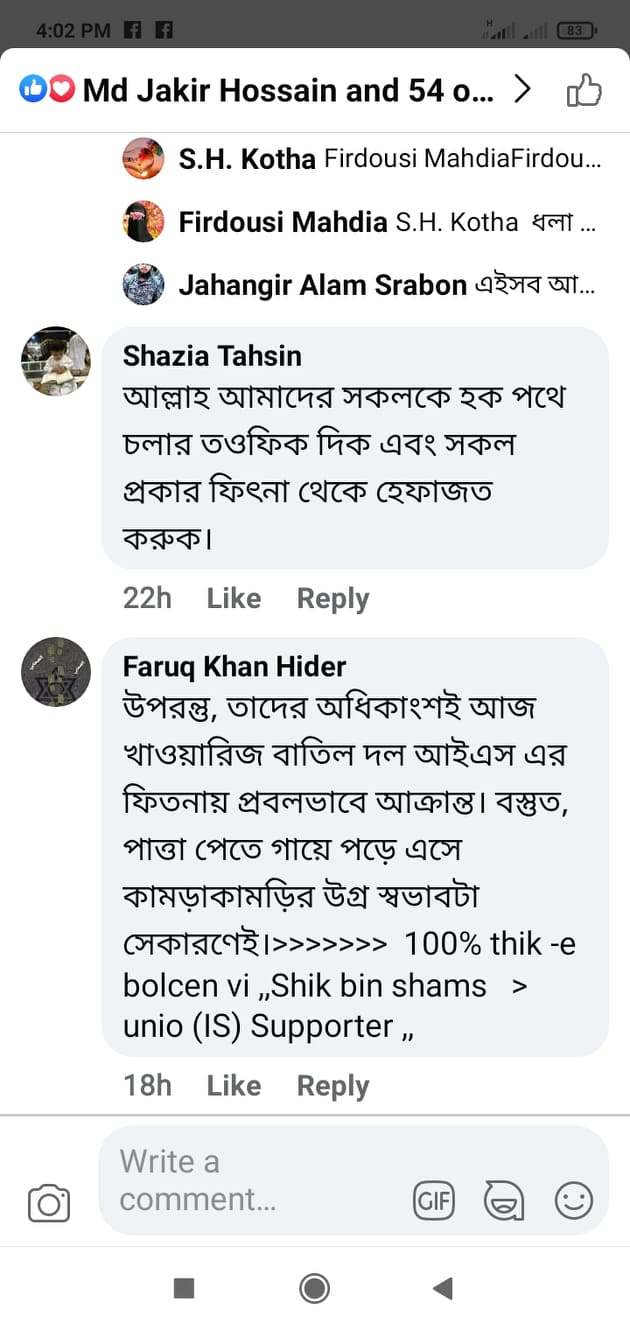 4:02 PM
H
83
Md Jakir Hossain and 54 o...
S.H. Kotha Firdousi MahdiaFirdou...
Firdousi Mahdia S.H. Kotha ধলা ...
Jahangir Alam Srabon এইসব আ...
Shazia Tahsin
আল্লাহ আমাদের সকলকে হক পথে
চলার তওফিক দিক এবং সকল
প্রকার ফিৎনা থেকে হেফাজত
করুক।
22h Like Reply
Faruq Khan Hider
উপরন্তু, তাদের অধিকাংশই আজ
খাওয়ারিজ বাতিল দল আইএস এর
ফিতনায় প্রবলভাবে আক্রান্ত। বস্তুত,
পাত্তা পেতে গায়ে পড়ে এসে
কামড়াকামড়ির উগ্র স্বভাবটা
সেকারণেই।>>>>>>> 100% thik -e
bolcen vi ,,Shik bin shams >
unio (IS) Supporter ,,
18h Like Reply
Write a
comment...
GIF